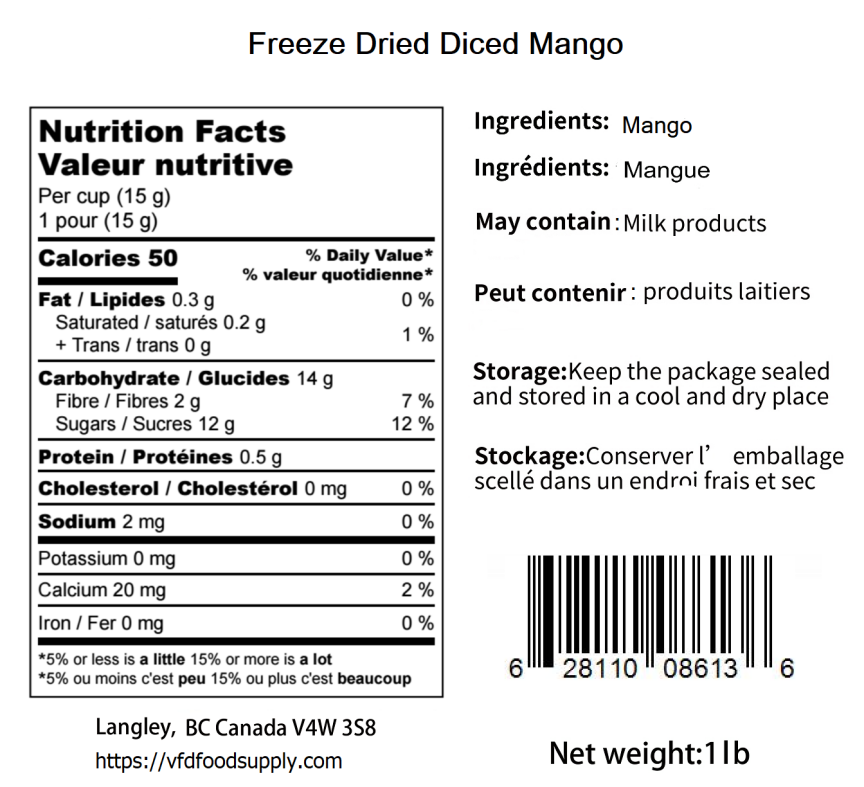 Freeze Dried Diced Mango
Nutrition Facts
Valeur nutritive
Per cup (15 g)
1 pour (15 g)
Calories 50
% Daily Value*
% valeur quotidienne*
Fat / Lipides 0.3 g 0 %
Saturated / saturés 0.2 g
+ Trans / trans 0 g
1 %
Carbohydrate / Glucides 14 g
Fibre / Fibres 2 g 7 %
Sugars / Sucres 12 g 12 %
Protein / Protéines 0.5 g
Cholesterol / Cholestérol 0 mg 0 %
Sodium 2 mg 0 %
Potassium 0 mg 0 %
Calcium 20 mg 2 %
Iron / Fer 0 mg 0 %
*5% or less is a little 15% or more is a lot
*5% ou moins c'est peu 15% ou plus c'est beaucoup
Langley, BC Canada V4W 3S8
https://vfdfoodsupply.com
Ingredients: Mango
Ingrédients: Mangue
May contain: Milk products
Peut contenir: produits laitiers
Storage:Keep the package sealed
and stored in a cool and dry place
Stockage:Conserver l’ emballage
scellé dans un endroi frais et sec
6 28110 08613 6
Net weight:1lb